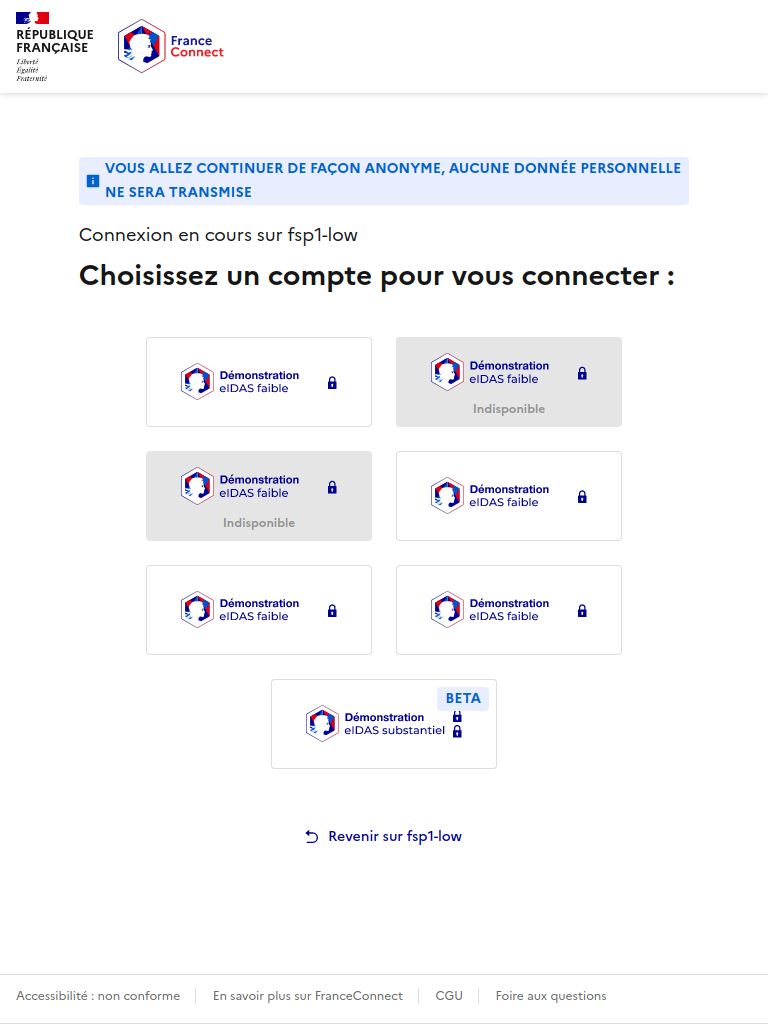 RÉPUBLIQUE
FRANÇAISE
Liberté
Égalité
Fraternité
France
Connect
VOUS ALLEZ CONTINUER DE FAÇON ANONYME, AUCUNE DONNÉE PERSONNELLE
NE SERA TRANSMISE
Connexion en cours sur fsp1-low
Choisissez un compte pour vous connecter :
Démonstration
eIDAS faible
Démonstration
eIDAS faible
Indisponible
Démonstration
eIDAS faible
Indisponible
Démonstration
eIDAS faible
Démonstration
eIDAS faible
Démonstration
eIDAS faible
BETA
Démonstration
eIDAS substantiel
Revenir sur fsp1-low
Accessibilité : non conforme
En savoir plus sur FranceConnect
CGU
Foire aux questions